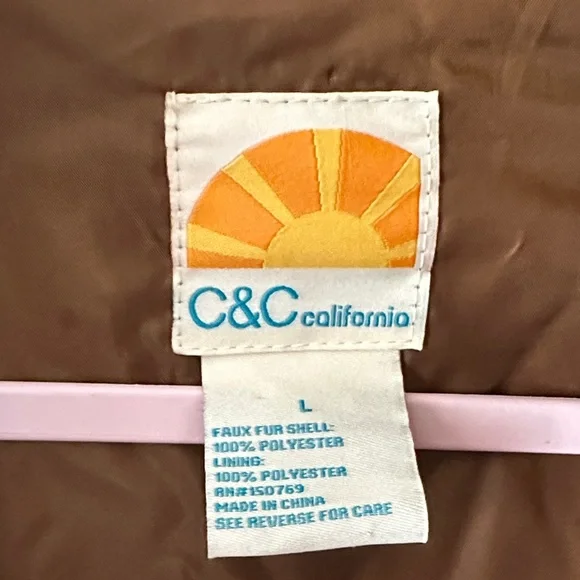 C&C california
L
FAUX FUR SHELL:
100% POLYESTER
LINING:
100% POLYESTER
RN#150769
MADE IN CHINA
SEE REVERSE FOR CARE